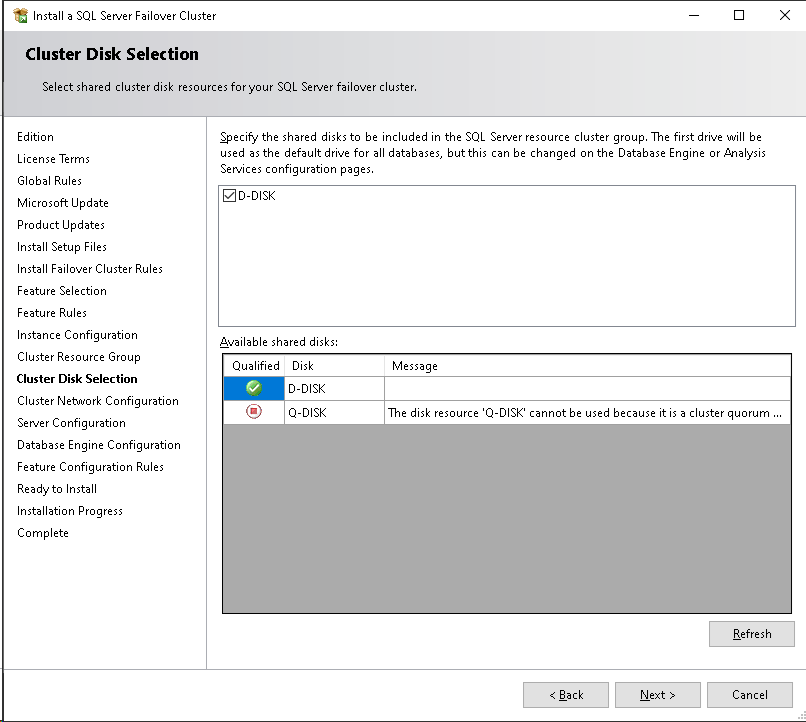 Install a SQL Server Failover Cluster
Cluster Disk Selection
Select shared cluster disk resources for your SQL Server failover cluster.
Edition
License Terms
Global Rules
Microsoft Update
Product Updates
Install Setup Files
Install Failover Cluster Rules
Feature Selection
Feature Rules
Instance Configuration
Cluster Resource Group
Cluster Disk Selection
Cluster Network Configuration
Server Configuration
Database Engine Configuration
Feature Configuration Rules
Ready to Install
Installation Progress
Complete
Specify the shared disks to be included in the SQL Server resource cluster group. The first drive will be
used as the default drive for all databases, but this can be changed on the Database Engine or Analysis
Services configuration pages.
D-DISK
Available shared disks:
Qualified Disk Message
D-DISK
Q-DISK The disk resource 'Q-DISK' cannot be used because it is a cluster quorum ...
Refresh
< Back Next > Cancel